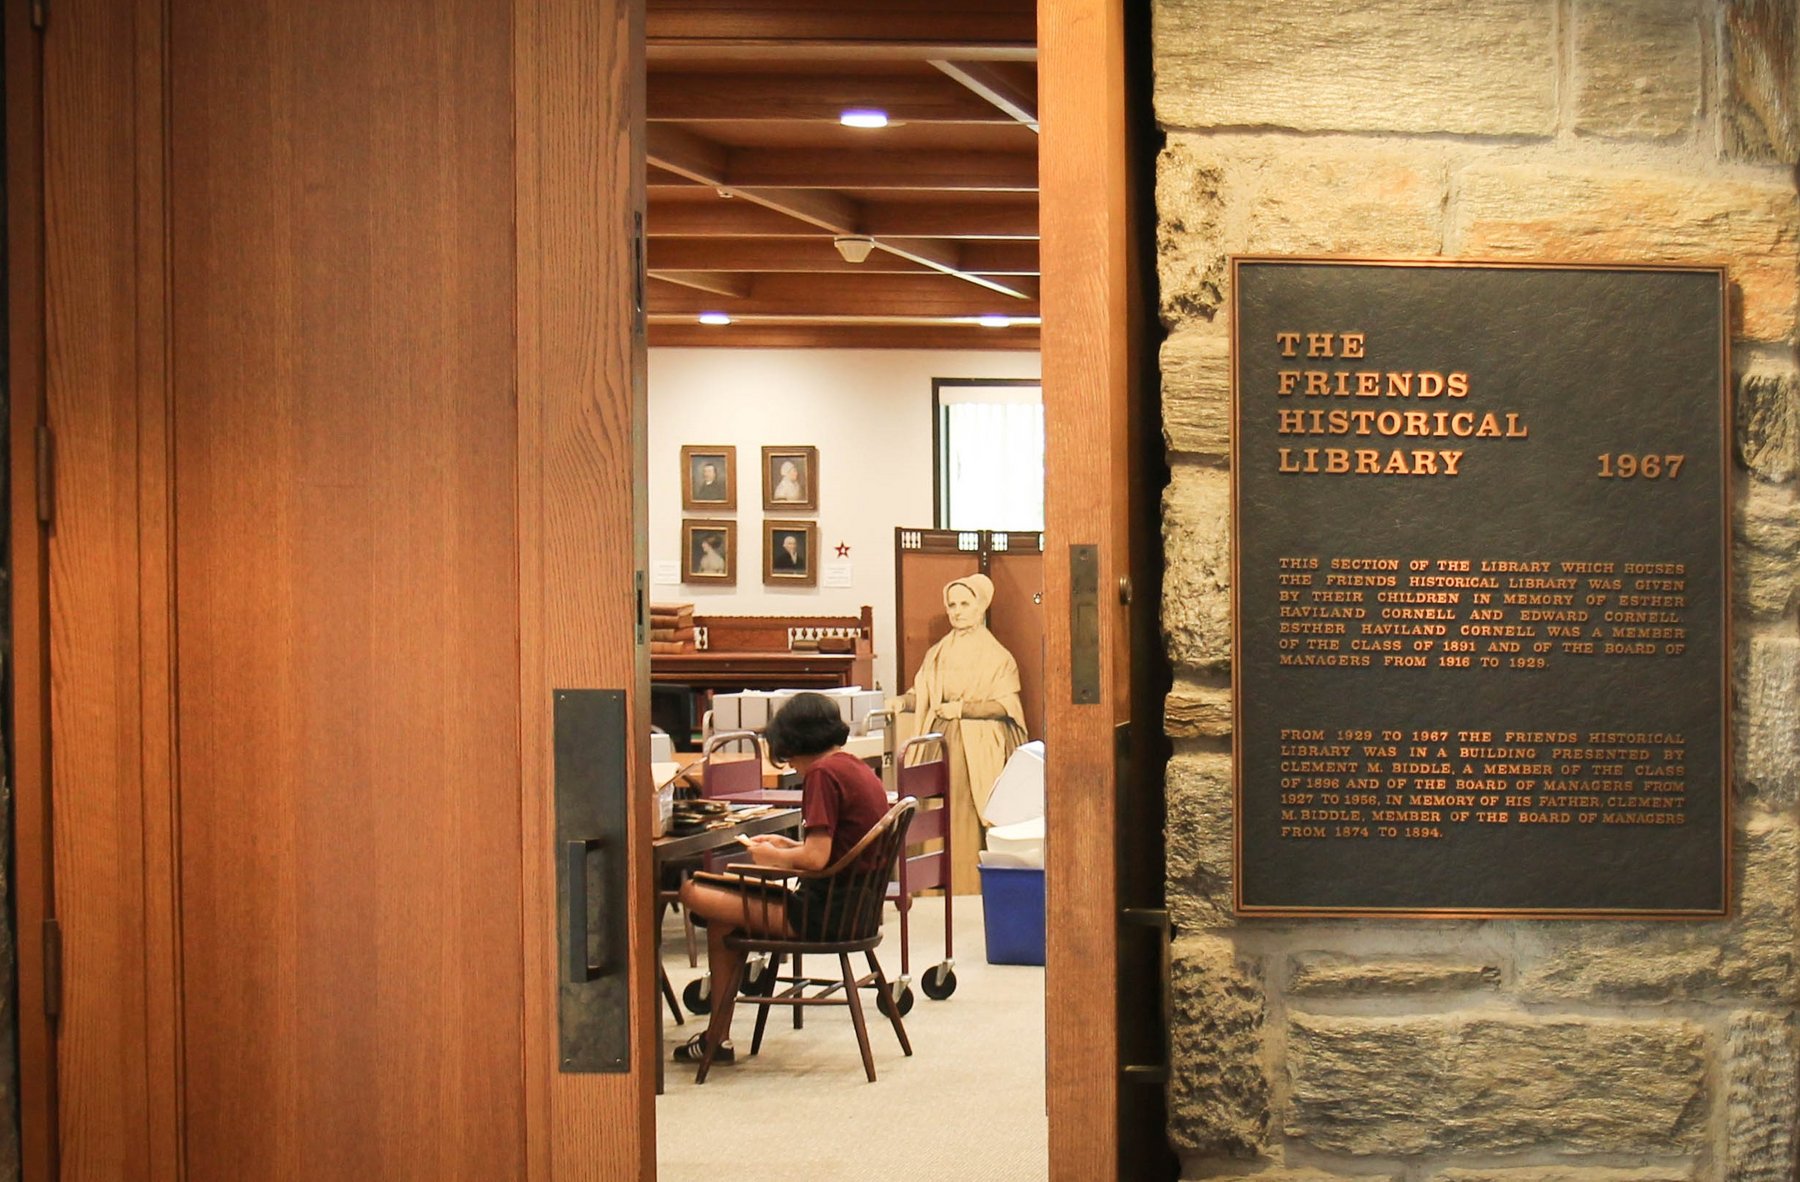 THE
FRIENDS
HISTORICAL
LIBRARY 1967
THIS SECTION OF THE LIBRARY WHICH HOUSES
THE FRIENDS HISTORICAL LIBRARY WAS GIVEN
BY THEIR CHILDREN IN MEMORY OF ESTHER
HAVILAND CORNELL AND EDWARD CORNELL.
ESTHER HAVILAND CORNELL WAS A MEMBER
OF THE CLASS OF 1891 AND OF THE BOARD OF
MANAGERS FROM 1916 TO 1929.
FROM 1929 TO 1967 THE FRIENDS HISTORICAL
LIBRARY WAS IN A BUILDING PRESENTED BY
CLEMENT M. BIDDLE, A MEMBER OF THE CLASS
OF 1896 AND OF THE BOARD OF MANAGERS FROM
1927 TO 1956, IN MEMORY OF HIS FATHER, CLEMENT
M. BIDDLE, MEMBER OF THE BOARD OF MANAGERS
FROM 1874 TO 1894.